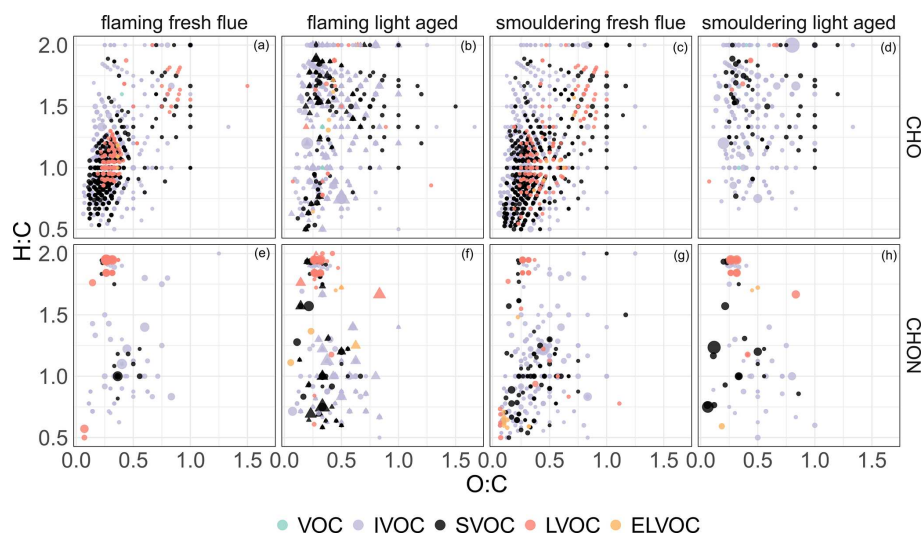 flaming fresh flue flaming light aged smouldering fresh flue smouldering light aged
2.0 (a) (b) (c) (d)
1.5
1.0
0.5
CHO
H:C
2.0 (e) (f) (g) (h)
1.5
1.0
0.5
CHON
0.0 0.5 1.0 1.5 0.0 0.5 1.0 1.5 0.0 0.5 1.0 1.5 0.0 0.5 1.0 1.5
O:C
VOC IVOC SVOC LVOC ELVOC